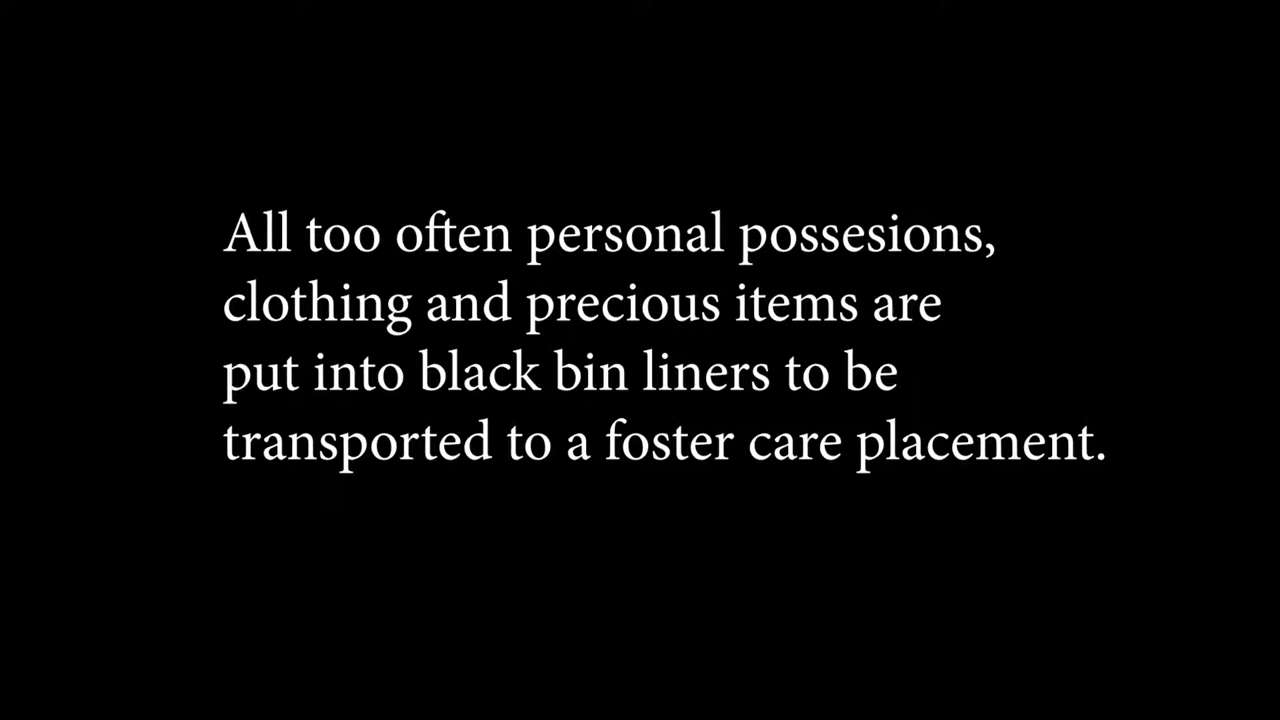 All too often personal possesions,
clothing and precious items are
put into black bin liners to be
transported to a foster care placement.